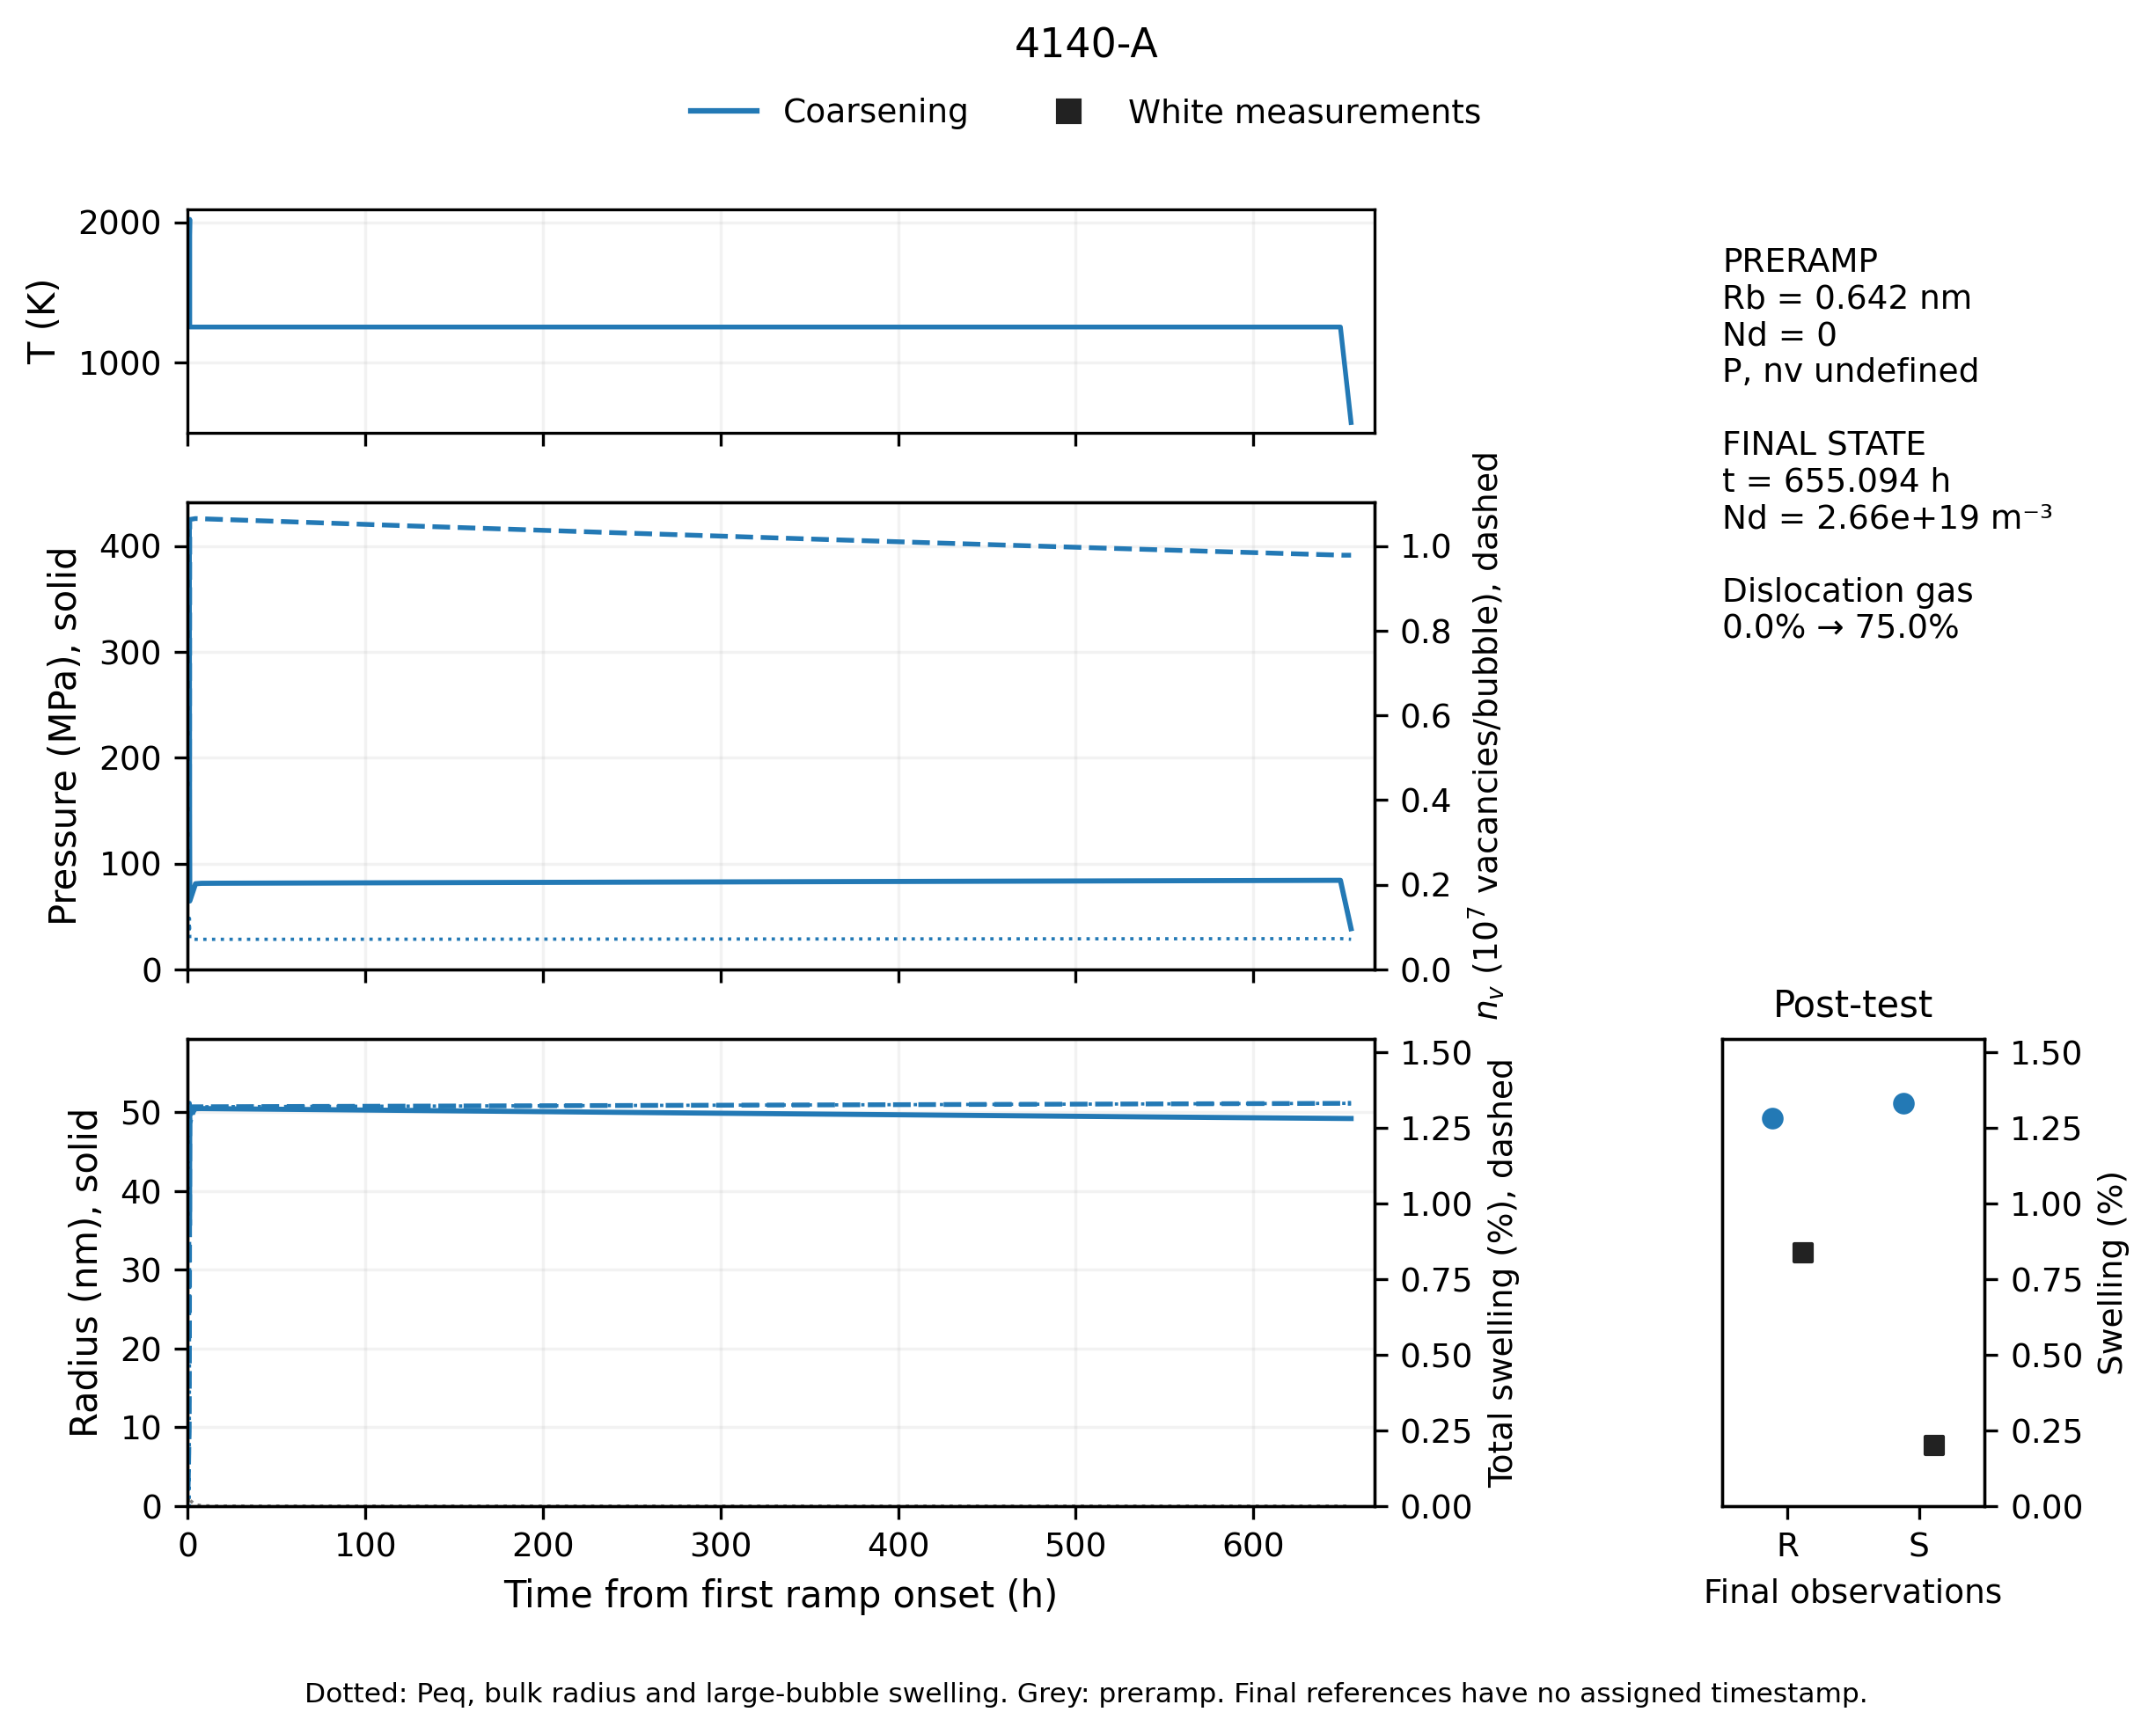 4140-A
Coarsening
White measurements
2000
1000
T (K)
PRERAMP
Rb = 0.642 nm
Nd = 0
P, nv undefined
FINAL STATE
t = 655.094 h
Nd = 2.66e+19 m⁻³
Dislocation gas
0.0% → 75.0%
400
300
200
100
0
Pressure (MPa), solid
1.0
0.8
0.6
0.4
0.2
0.0
n_v (10⁷ vacancies/bubble), dashed
50
40
30
20
10
0
Radius (nm), solid
1.50
1.25
1.00
0.75
0.50
0.25
0.00
Total swelling (%), dashed
0
100
200
300
400
500
600
Time from first ramp onset (h)
Post-test
1.50
1.25
1.00
0.75
0.50
0.25
0.00
Swelling (%)
R
S
Final observations
Dotted: Peq, bulk radius and large-bubble swelling. Grey: preramp. Final references have no assigned timestamp.